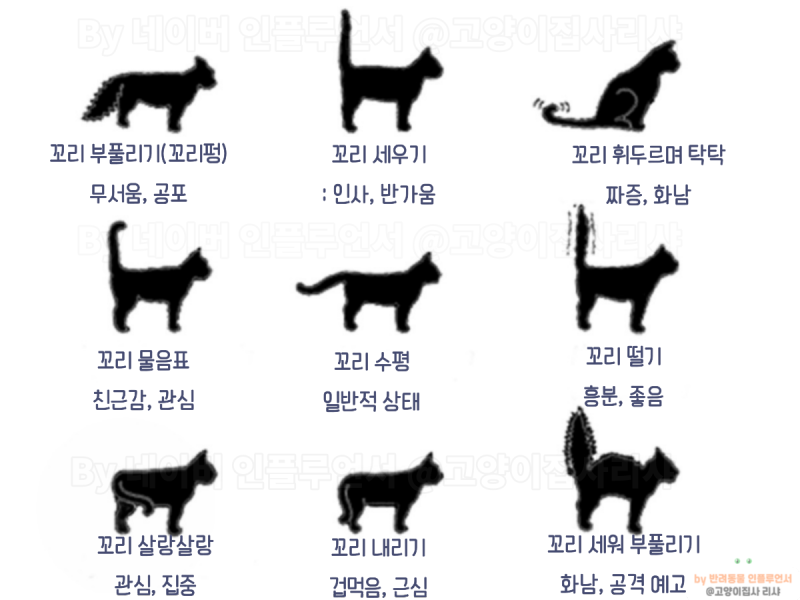 By 네이버 인플루언서 @고양이집사리샤
꼬리 부풀리기(꼬리펑)
무서움, 공포
꼬리 세우기
: 인사, 반가움
꼬리 휘두르며 탁탁
짜증, 화남
By 네이버 인플루언서 @고양이집사리샤
꼬리 물음표
친근감, 관심
꼬리 수평
일반적 상태
꼬리 떨기
흥분, 좋음
By 네이버 인플루언서 @고양이집사리샤
꼬리 살랑살랑
관심, 집중
꼬리 내리기
겁먹음, 근심
꼬리 세워 부풀리기
화남, 공격 예고
by 반려동물 인플루언서
@고양이집사 리샤